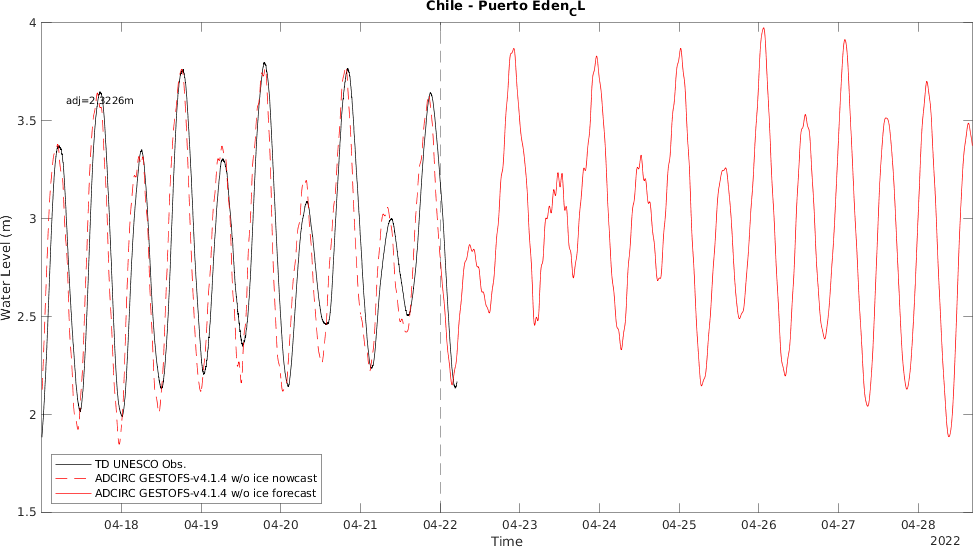 Chile - Puerto Eden_CL
4
adj=2.3226m
3.5
3
Water Level (m)
2.5
2
TD UNESCO Obs.
ADCIRC GESTOFS-v4.1.4 w/o ice nowcast
ADCIRC GESTOFS-v4.1.4 w/o ice forecast
1.5
04-18 04-19 04-20 04-21 04-22 04-23 04-24 04-25 04-26 04-27 04-28
Time
2022